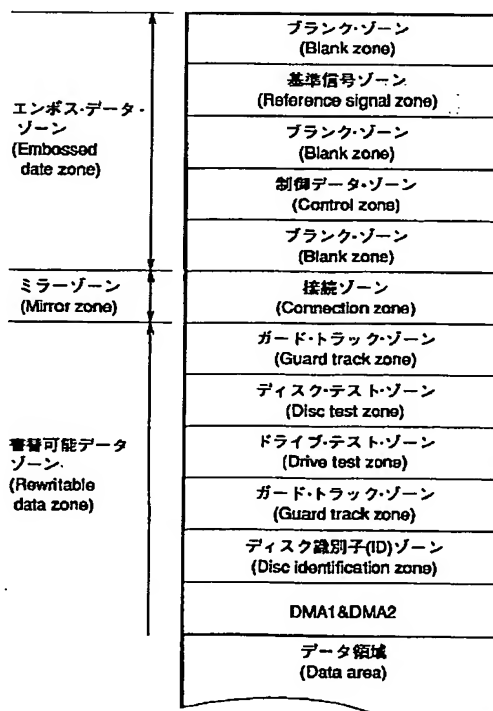 ブランク・ゾーン
(Blank zone)
基準信号ゾーン
(Reference signal zone)
エンボス・データ・
ゾーン
(Embossed
date zone)
ブランク・ゾーン
(Blank zone)
制御データ・ゾーン
(Control zone)
ブランク・ゾーン
(Blank zone)
ミラーゾーン
(Mirror zone)
接続ゾーン
(Connection zone)
ガード・トラック・ゾーン
(Guard track zone)
ディスク・テスト・ゾーン
(Disc test zone)
書替可能データ
ゾーン
(Rewritable
data zone)
ドライブ・テスト・ゾーン
(Drive test zone)
ガード・トラック・ゾーン
(Guard track zone)
ディスク識別子(ID)ゾーン
(Disc identification zone)
DMA1&DMA2
データ領域
(Data area)